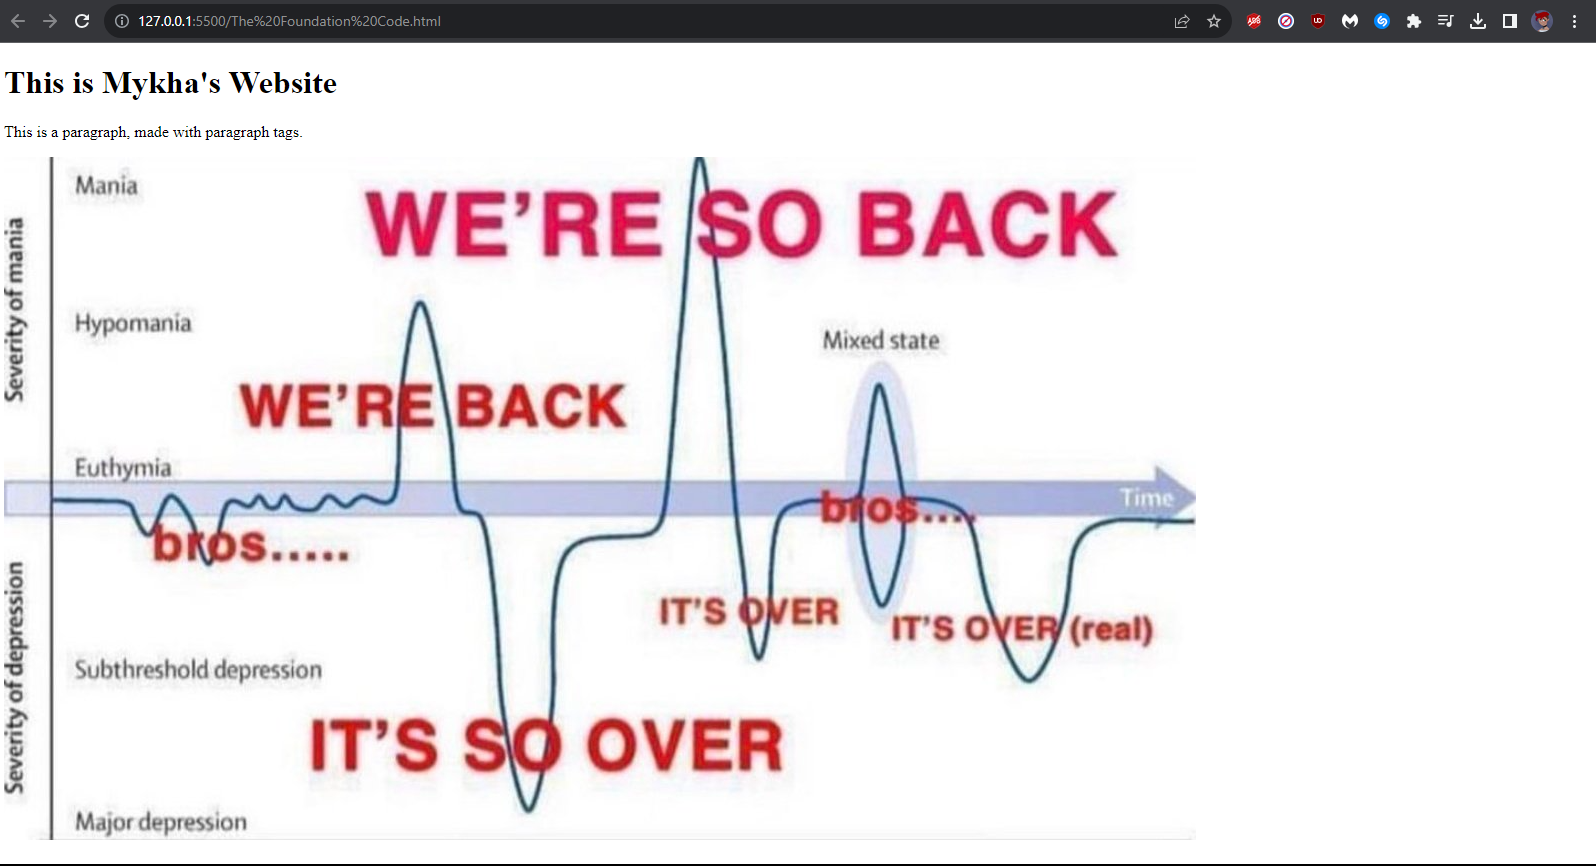 127.0.0.1:5500/The%20Foundation%20Code.html
This is Mykha's Website
This is a paragraph, made with paragraph tags.
Severity of mania
Mania
WE'RE SO BACK
Hypomania
Mixed state
WE'RE BACK
Euthymia
Time
bros....
bros.....
Severity of depression
IT'S OVER
IT'S OVER (real)
Subthreshold depression
IT'S SO OVER
Major depression